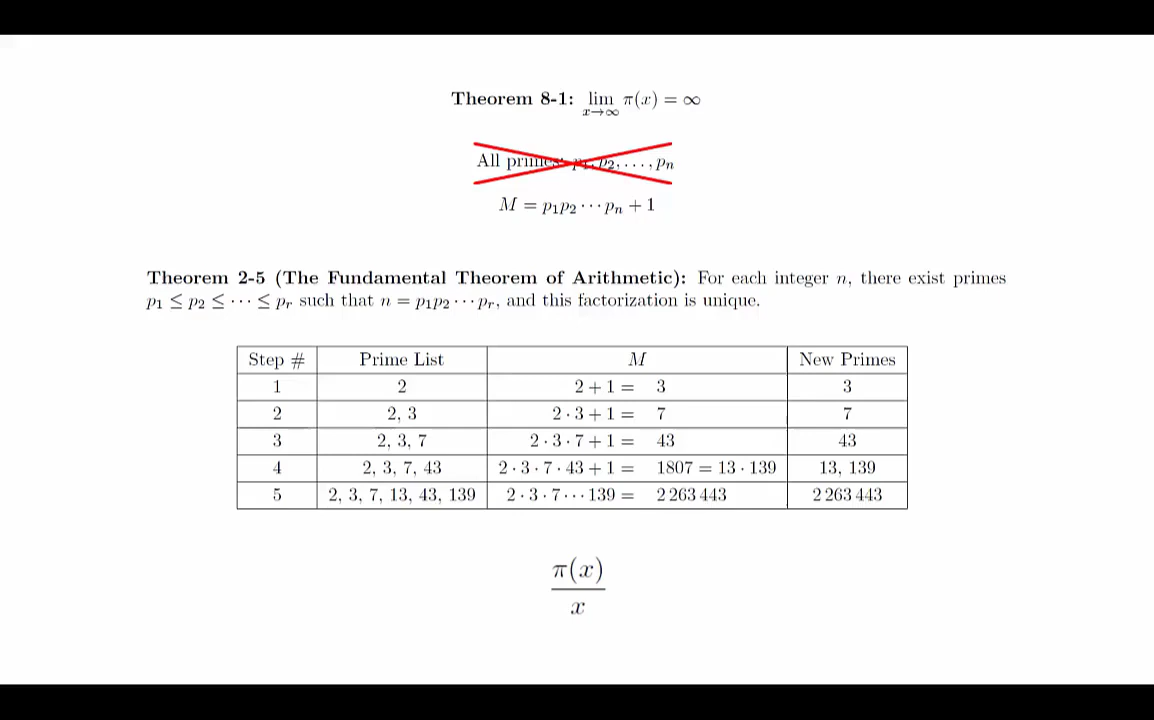 Theorem 8-1: lim x→∞ π(x) = ∞
All primes: p₁, p₂, . . . , pₙ
M = p₁p₂ · · · pₙ + 1
Theorem 2-5 (The Fundamental Theorem of Arithmetic): For each integer n, there exist primes
p₁ ≤ p₂ ≤ · · · ≤ pᵣ such that n = p₁p₂ · · · pᵣ, and this factorization is unique.
Step # Prime List M New Primes
1 2 2 + 1 = 3 3
2 2, 3 2 · 3 + 1 = 7 7
3 2, 3, 7 2 · 3 · 7 + 1 = 43 43
4 2, 3, 7, 43 2 · 3 · 7 · 43 + 1 = 1807 = 13 · 139 13, 139
5 2, 3, 7, 13, 43, 139 2 · 3 · 7 · · · 139 = 2 263 443 2 263 443
π(x)
x